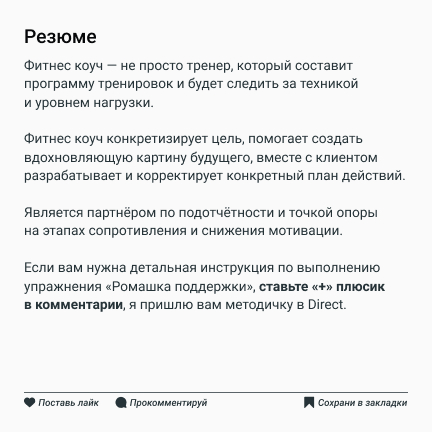 Резюме
Фитнес коуч — не просто тренер, который составит
программу тренировок и будет следить за техникой
и уровнем нагрузки.
Фитнес коуч конкретизирует цель, помогает создать
вдохновляющую картину будущего, вместе с клиентом
разрабатывает и корректирует конкретный план действий.
Является партнёром по подотчётности и точкой опоры
на этапах сопротивления и снижения мотивации.
Если вам нужна детальная инструкция по выполнению
упражнения «Ромашка поддержки», ставьте «+» плюсик
в комментарии, я пришлю вам методичку в Direct.
Поставь лайк Прокомментируй Сохрани в закладки